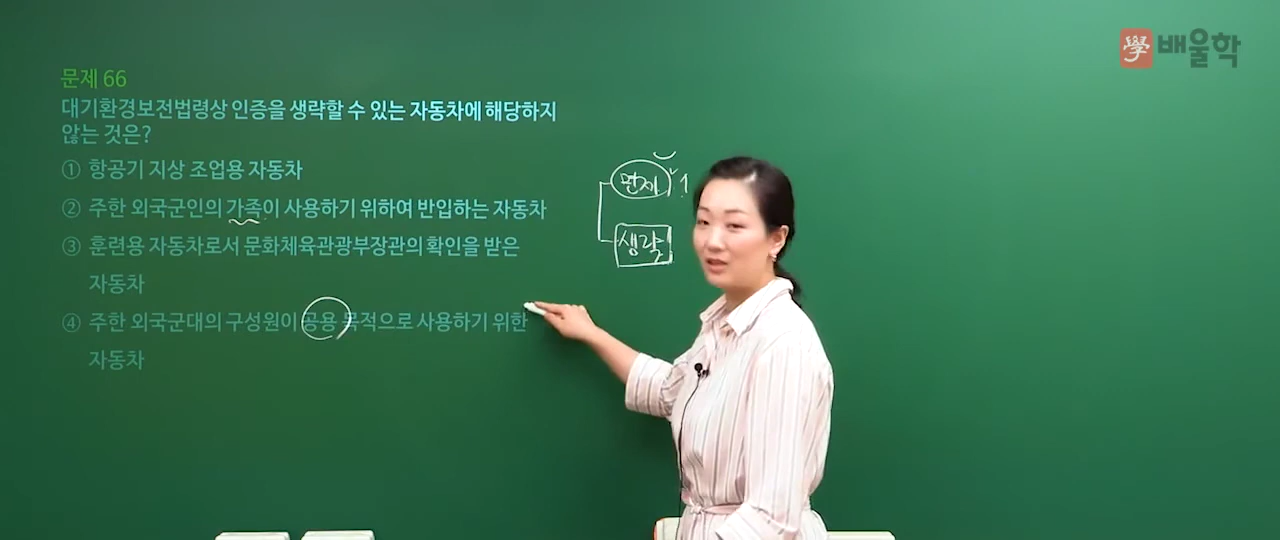 學 배울학
문제 66
대기환경보전법령상 인증을 생략할 수 있는 자동차에 해당하지
않는 것은?
① 항공기 지상 조업용 자동차
② 주한 외국군인의 가족이 사용하기 위하여 반입하는 자동차
③ 훈련용 자동차로서 문화체육관광부장관의 확인을 받은
자동차
④ 주한 외국군대의 구성원이 공용 목적으로 사용하기 위한
자동차
면제
생략